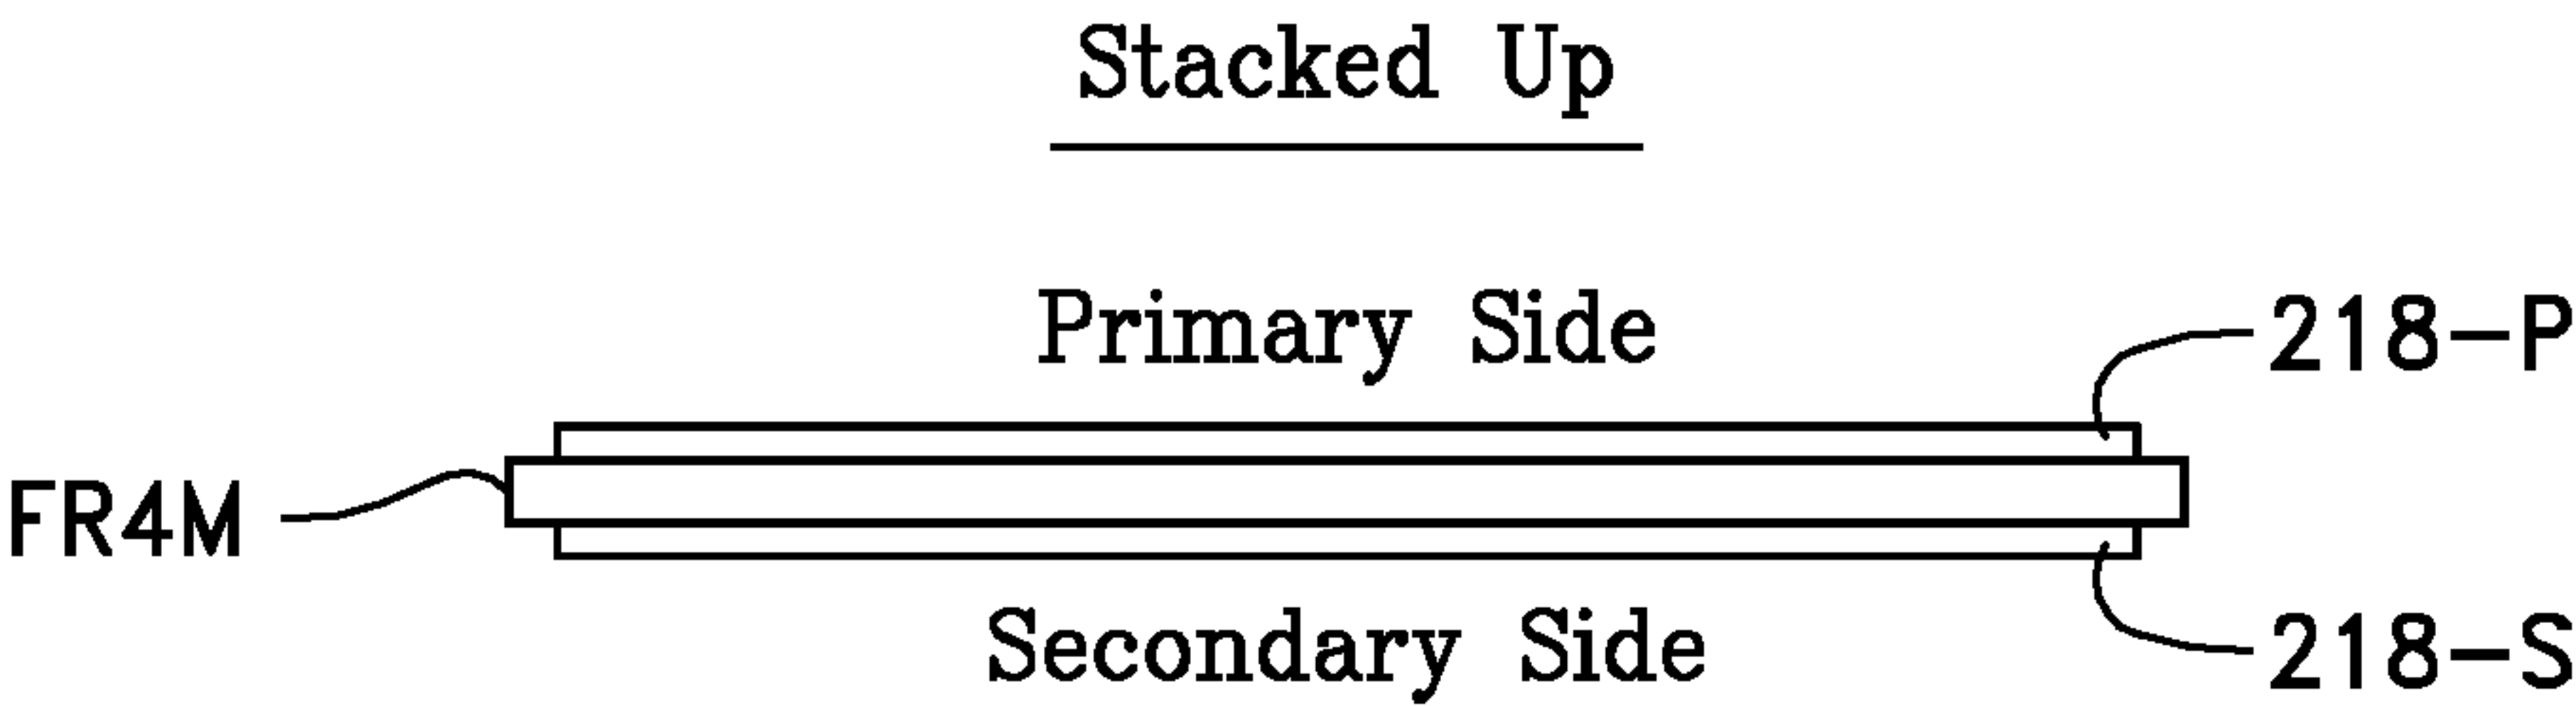 Stacked Up
Primary Side
218-P
FR4M
Secondary Side
218-S